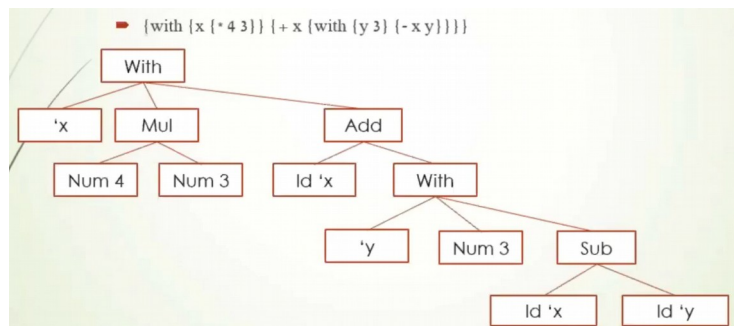 {with {x {* 4 3}} {+ x {with {y 3} {- x y}}}}
With
‘x Mul Add
Num 4 Num 3 Id ‘x With
‘y Num 3 Sub
Id ‘x Id ‘y